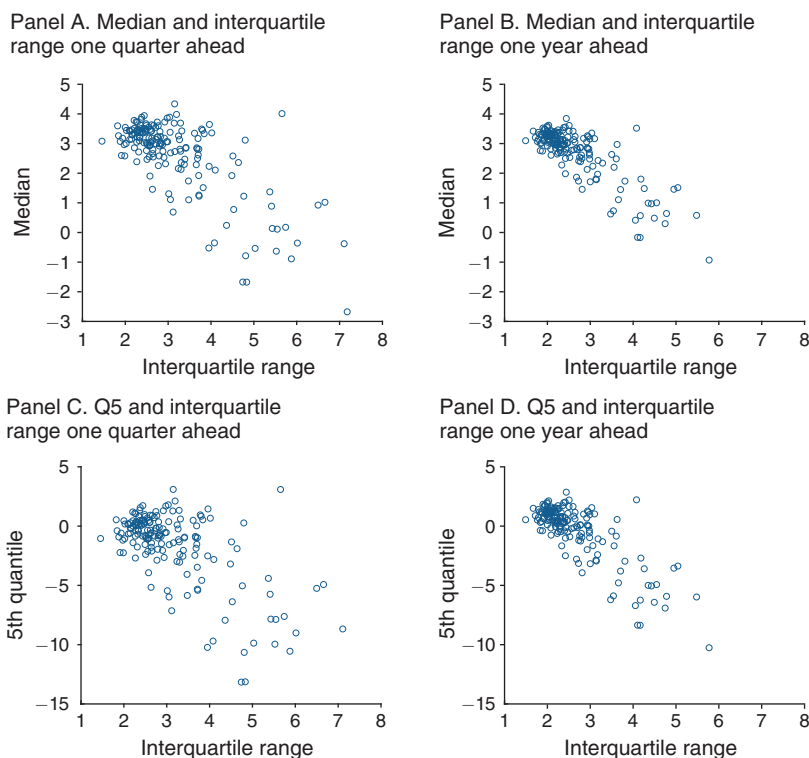 Panel A. Median and interquartile
range one quarter ahead
5
4
3
2
1
0
−1
−2
−3
Median
1 2 3 4 5 6 7 8
Interquartile range
Panel B. Median and interquartile
range one year ahead
5
4
3
2
1
0
−1
−2
−3
Median
1 2 3 4 5 6 7 8
Interquartile range
Panel C. Q5 and interquartile
range one quarter ahead
5
0
−5
−10
−15
5th quantile
1 2 3 4 5 6 7 8
Interquartile range
Panel D. Q5 and interquartile
range one year ahead
5
0
−5
−10
−15
5th quantile
1 2 3 4 5 6 7 8
Interquartile range